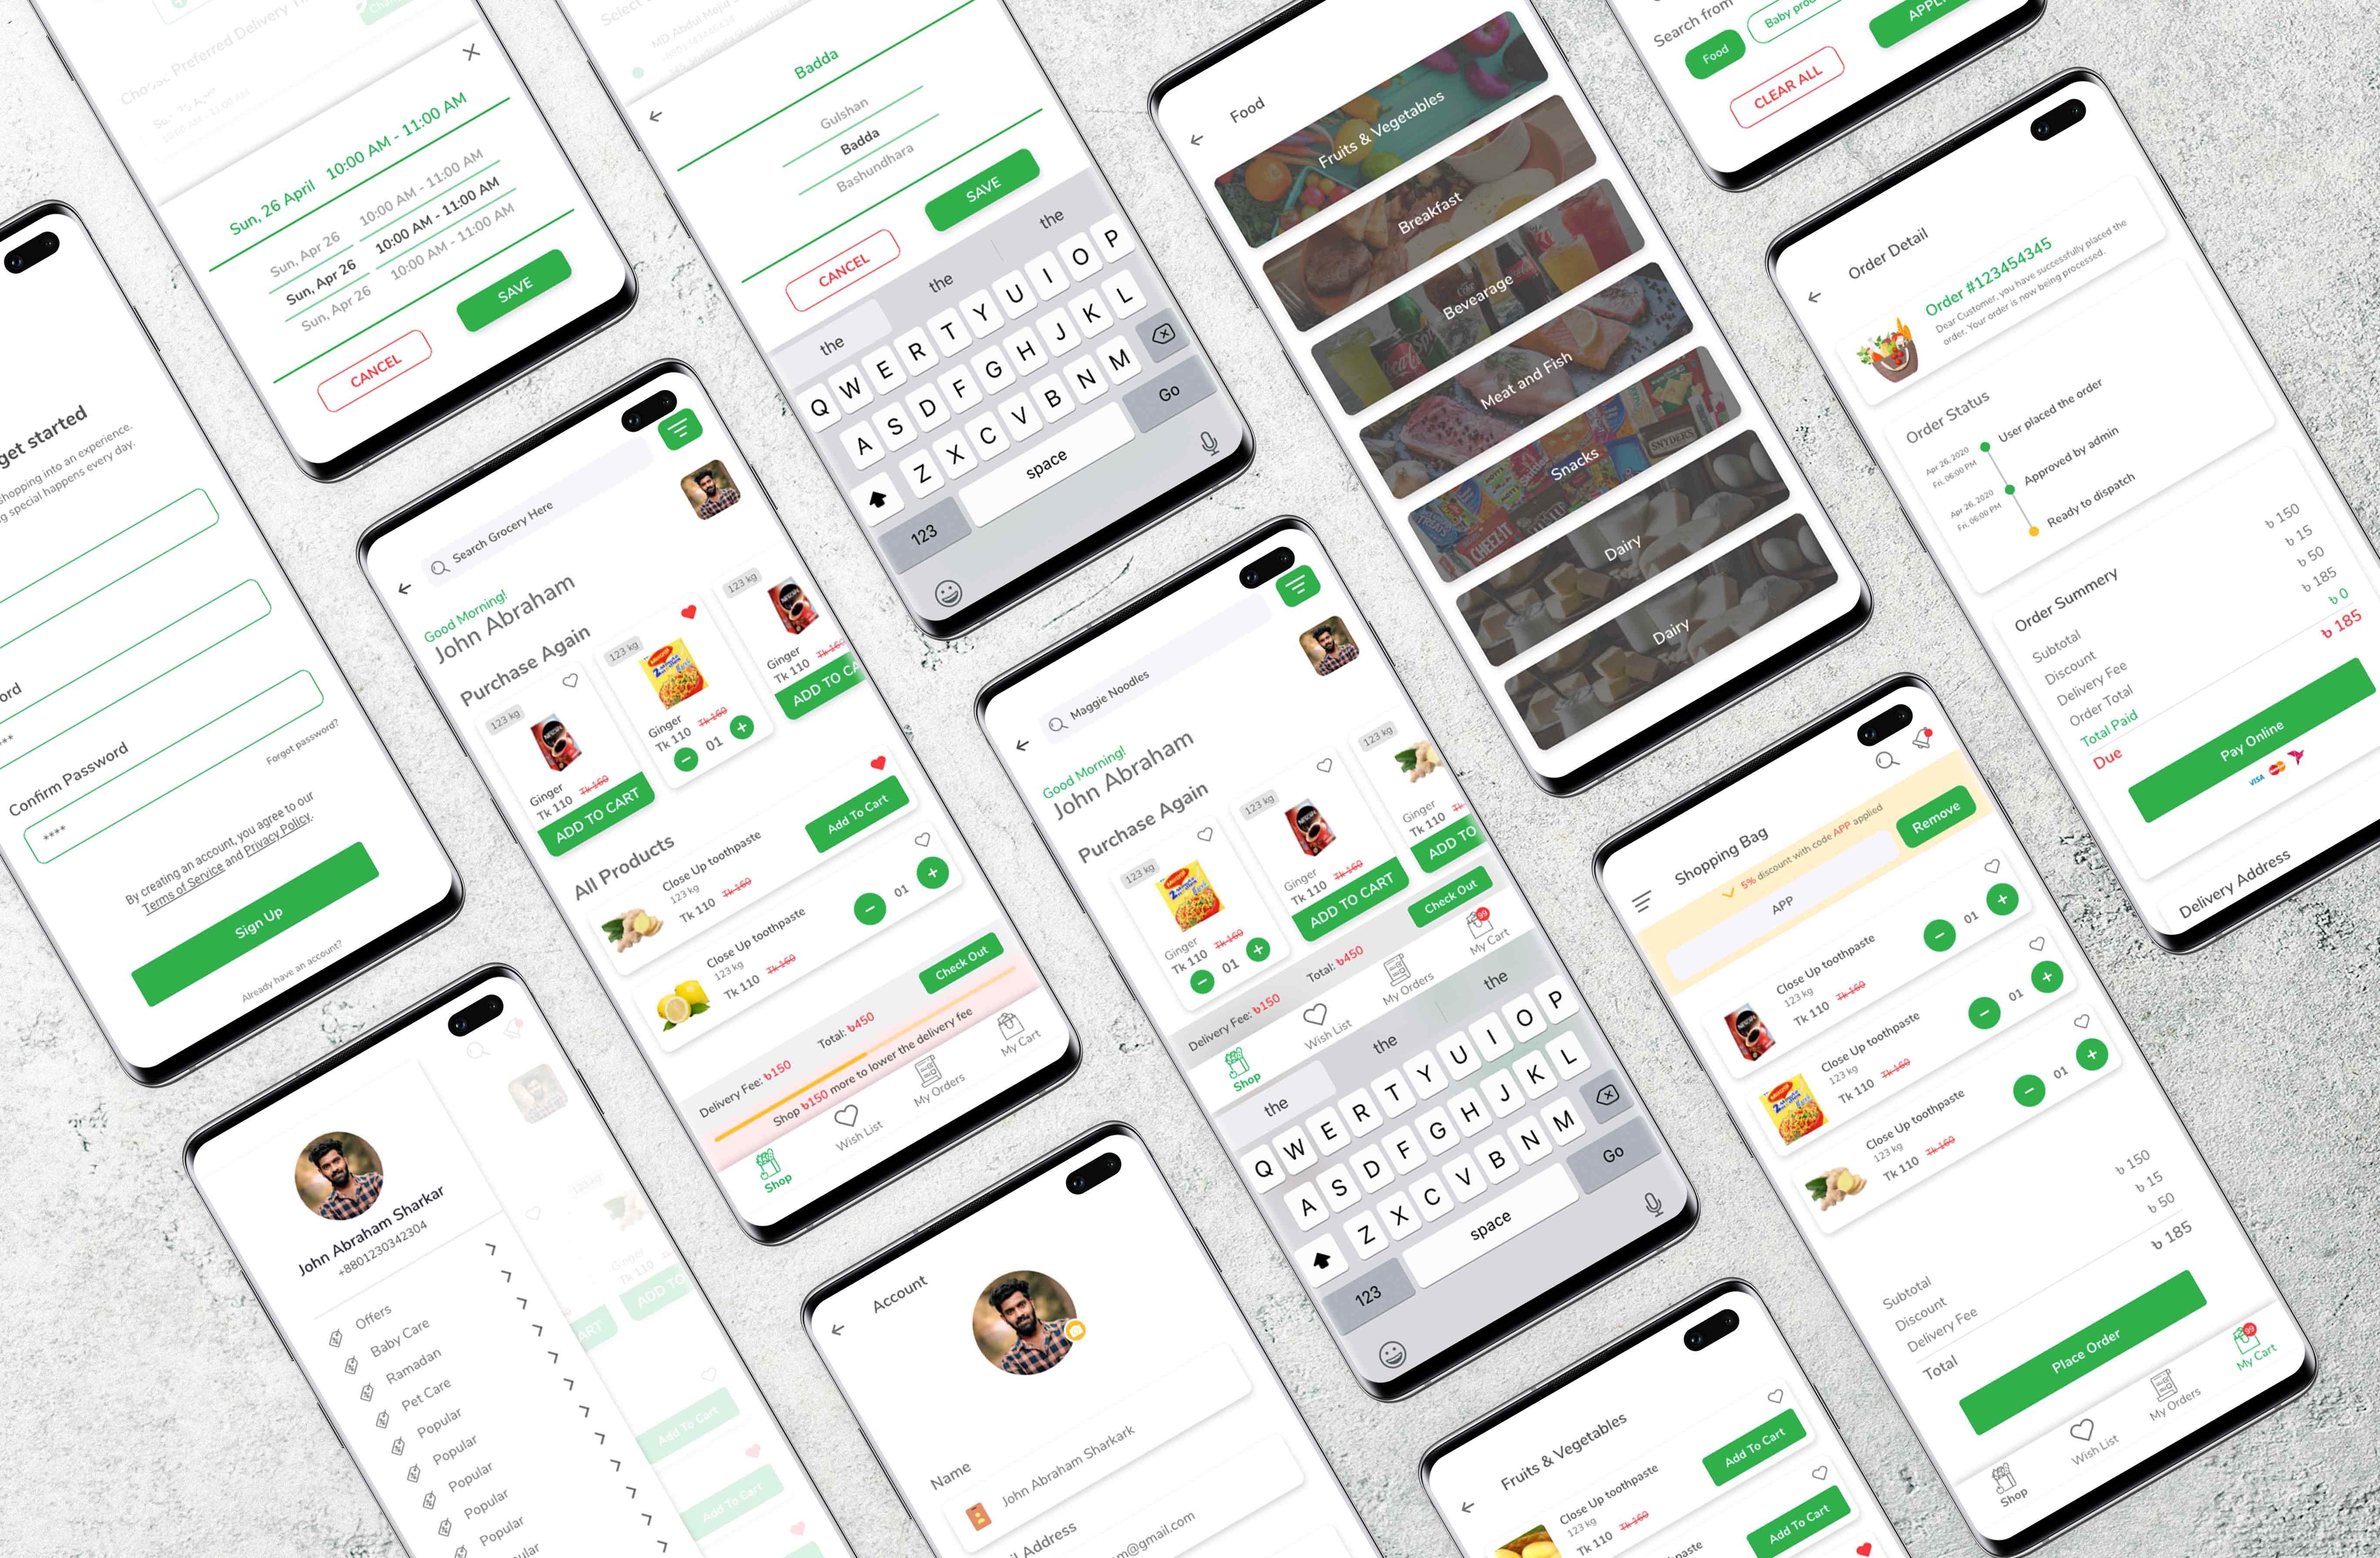 Preferred Delivery
Sun, 26 April 10:00 AM - 11:00 AM
Sun, Apr 26 10:00 AM - 11:00 AM
Sun, Apr 26 10:00 AM - 11:00 AM
Sun, Apr 26 10:00 AM - 11:00 AM
CANCEL
SAVE
Badda
Gulshan
Badda
Bashundhara
CANCEL
SAVE
the
the
the
Q W E R T Y U I O P
A S D F G H J K L
Z X C V B N M
123
space
Go
Food
Fruits & Vegetables
Breakfast
Bevearage
Meat and Fish
Snacks
Dairy
Dairy
Search from
Food
CLEAR ALL
Order Detail
Order #123454345
Dear Customer, you have successfully placed the
order. Your order is now being processed.
Order Status
Apr 26, 2020
Fri, 06:00 PM
User placed the order
Apr 26, 2020
Fri, 06:00 PM
Approved by admin
Ready to dispatch
Order Summary
Subtotal ৳ 150
Discount ৳ 15
Delivery Fee ৳ 50
Order Total ৳ 185
Total Paid ৳ 0
Due ৳ 185
Pay Online
VISA
Delivery Address
get started
shopping into an experience.
special happens every day.
Confirm Password
****
Forgot password?
By creating an account, you agree to our
Terms of Service and Privacy Policy.
Sign Up
Already have an account?
Search Grocery Here
Good Morning!
John Abraham
Purchase Again
123 kg
Ginger
Tk 110 Tk 160
ADD TO CART
123 kg
Ginger
Tk 110 Tk 160
01
123 kg
Ginger
Tk 110
All Products
Close Up toothpaste
123 kg
Tk 110 Tk 160
Add To Cart
Close Up toothpaste
123 kg
Tk 110 Tk 160
01
Delivery Fee: ৳150
Total: ৳450
Check Out
Shop ৳150 more to lower the delivery fee
Shop
Wish List
My Orders
My Cart
Maggie Noodles
Good Morning!
John Abraham
Purchase Again
123 kg
Ginger
Tk 110 Tk 160
01
123 kg
Ginger
Tk 110 Tk 160
ADD TO CART
123 kg
Ginger
Tk 110
ADD TO
Delivery Fee: ৳150
Total: ৳450
Check Out
Shop
Wish List
My Orders
99
My Cart
the
the
the
Q W E R T Y U I O P
A S D F G H J K L
Z X C V B N M
123
space
Go
Shopping Bag
5% discount with code APP applied
APP
Remove
Close Up toothpaste
123 kg
Tk 110 Tk 160
01
Close Up toothpaste
123 kg
Tk 110 Tk 160
01
Close Up toothpaste
123 kg
Tk 110 Tk 160
01
Subtotal ৳ 150
Discount ৳ 15
Delivery Fee ৳ 50
Total ৳ 185
Place Order
Shop
Wish List
My Orders
99
My Cart
John Abraham Sharkar
+8801230342304
Offers
Baby Care
Ramadan
Pet Care
Popular
Popular
Popular
Popular
Popular
Ginger
Tk 110
ADD TO
Add To Cart
Add To Cart
Account
Name
John Abraham Sharkark
Address
@gmail.com
Fruits & Vegetables
Close Up toothpaste
123 kg
Tk 110 Tk 160
Add To Cart
Close Up toothpaste
Add To Cart